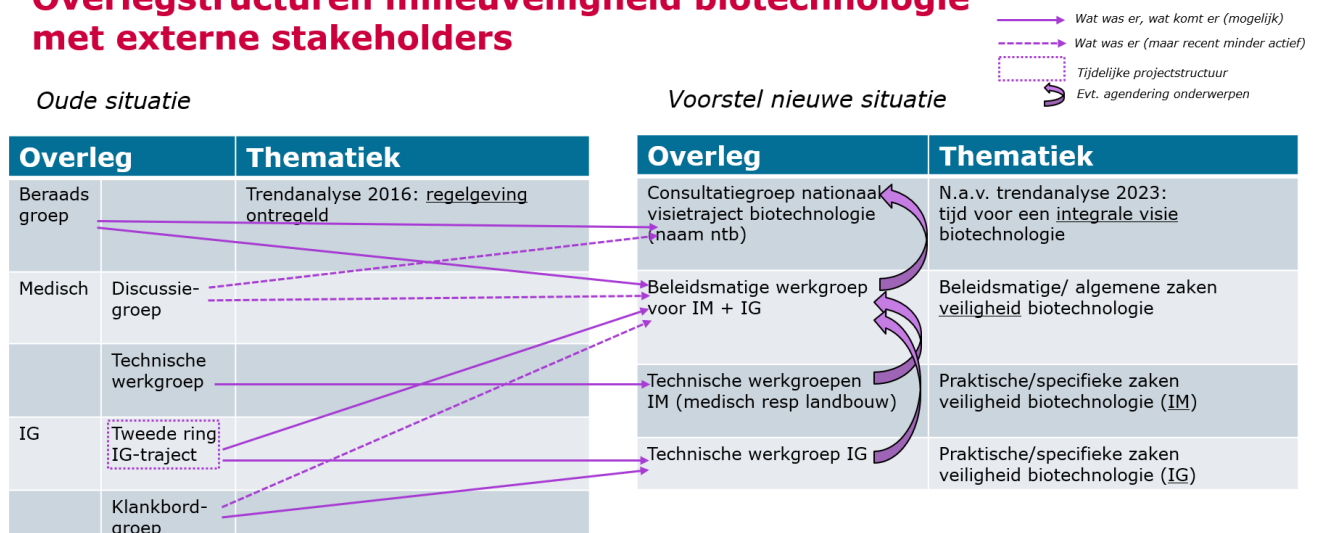 Overlegstructuren milieuveiligheid biotechnologie
met externe stakeholders
Wat was er, wat komt er (mogelijk)
Wat was er (maar recent minder actief)
Tijdelijke projectstructuur
Evt. agendering onderwerpen
Oude situatie
Overleg
Thematiek
Beraads
groep
Trendanalyse 2016: regelgeving
ontregeld
Medisch
Discussie-
groep
Technische
werkgroep
IG
Tweede ring
IG-traject
Klankbord-
groep
Voorstel nieuwe situatie
Overleg
Thematiek
Consultatiegroep nationaal
visietraject biotechnologie
(naam ntb)
N.a.v. trendanalyse 2023:
tijd voor een integrale visie
biotechnologie
Beleidsmatige werkgroep
voor IM + IG
Beleidsmatige/ algemene zaken
veiligheid biotechnologie
Technische werkgroepen
IM (medisch resp landbouw)
Praktische/specifieke zaken
veiligheid biotechnologie (IM)
Technische werkgroep IG
Praktische/specifieke zaken
veiligheid biotechnologie (IG)